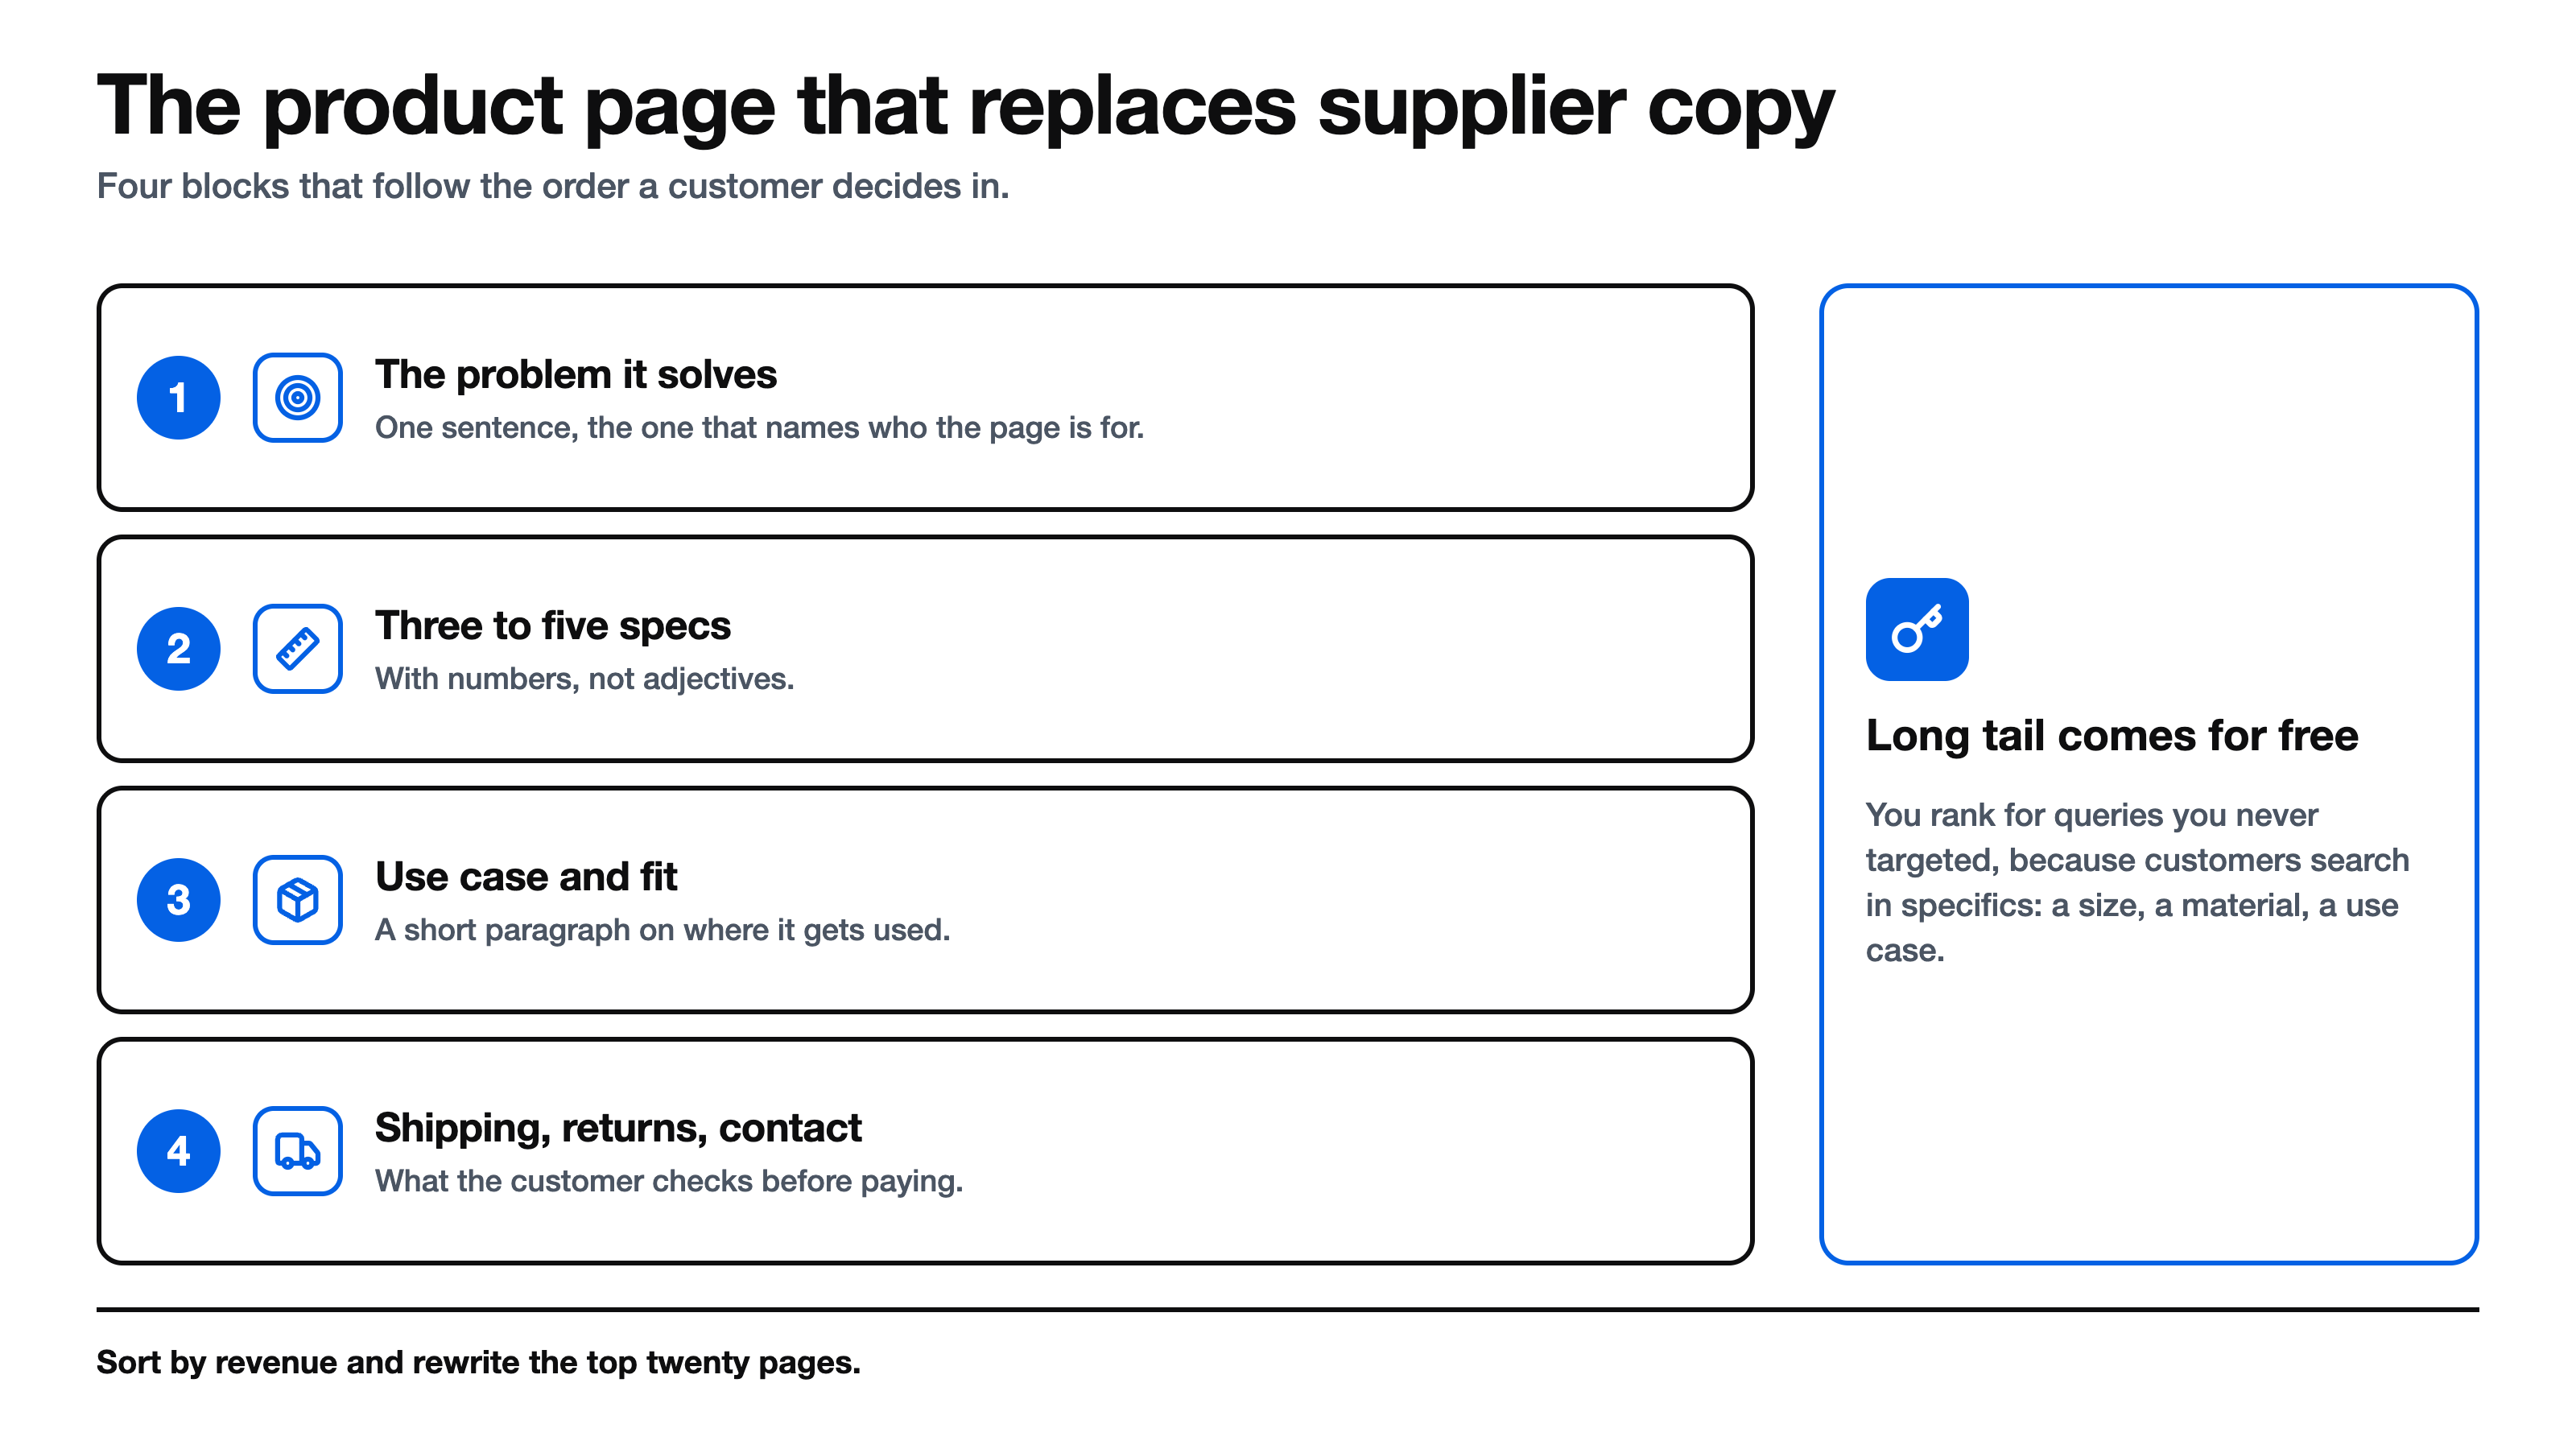 The product page that replaces supplier copy
Four blocks that follow the order a customer decides in.
1
The problem it solves
One sentence, the one that names who the page is for.
2
Three to five specs
With numbers, not adjectives.
3
Use case and fit
A short paragraph on where it gets used.
4
Shipping, returns, contact
What the customer checks before paying.
Long tail comes for free
You rank for queries you never
targeted, because customers search
in specifics: a size, a material, a use
case.
Sort by revenue and rewrite the top twenty pages.